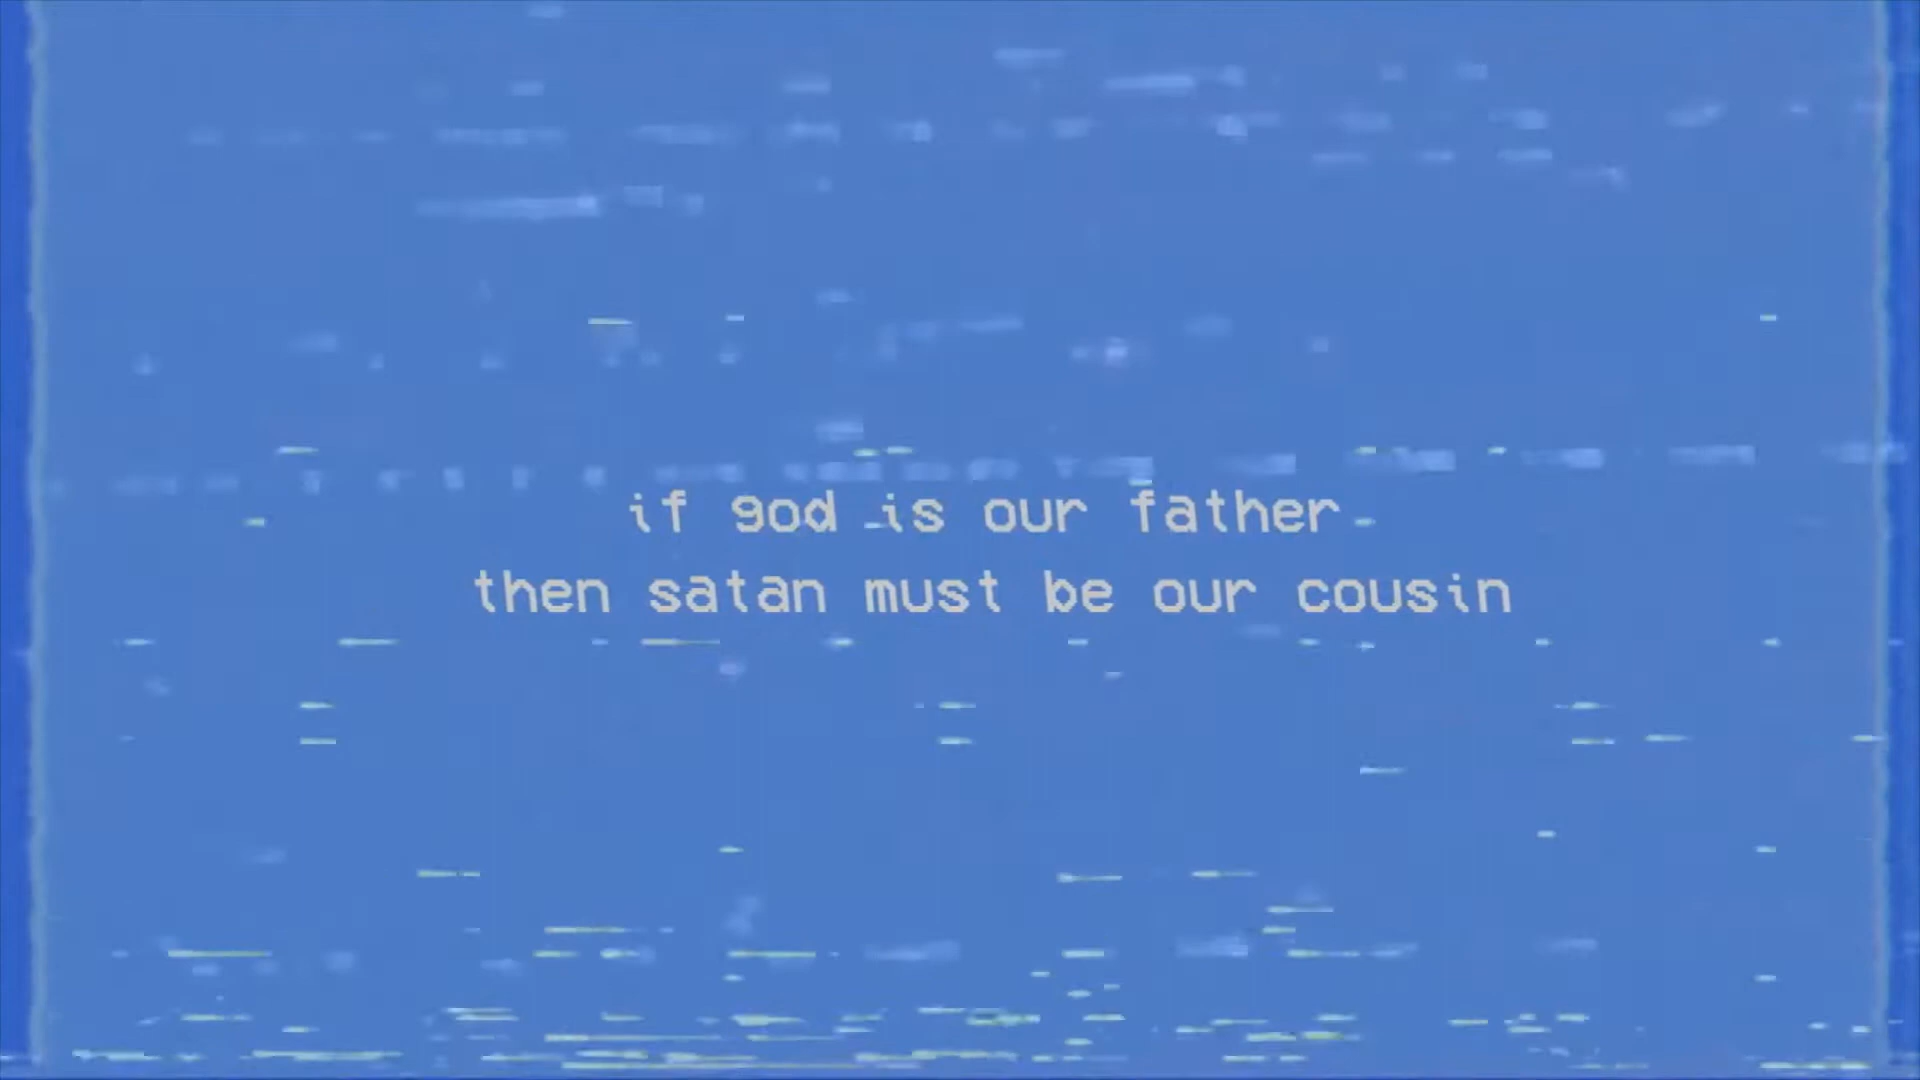 if god is our father
then satan must be our cousin